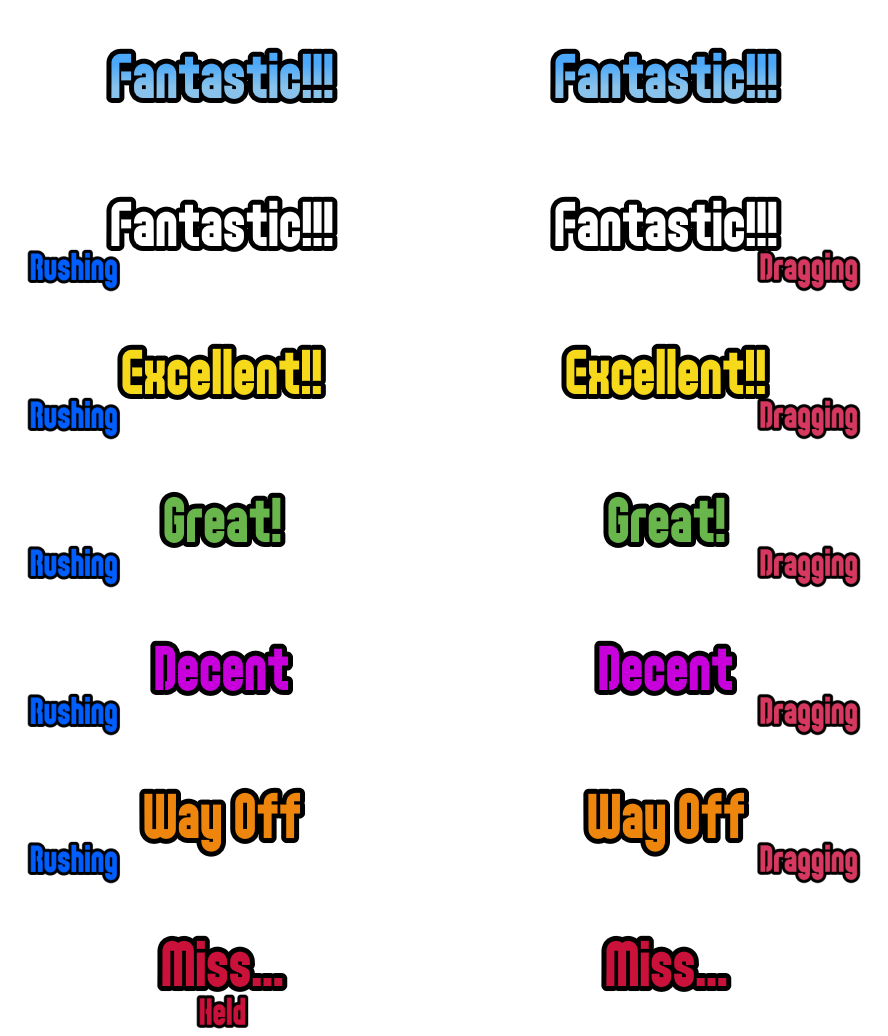 Fantastic!!! Fantastic!!!
Fantastic!!! Fantastic!!!
Rushing Dragging
Excellent!! Excellent!!
Rushing Dragging
Great! Great!
Rushing Dragging
Decent Decent
Rushing Dragging
Way Off Way Off
Rushing Dragging
Miss... Miss...
Held